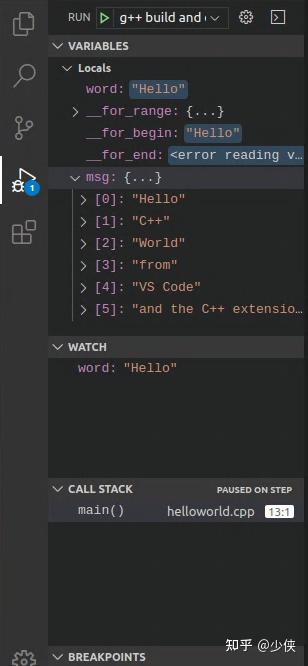 RUN g++ build and
VARIABLES
Locals
word: "Hello"
__for_range: {...}
__for_begin: "Hello"
__for_end: <error reading v...
msg: {...}
[0]: "Hello"
[1]: "C++"
[2]: "World"
[3]: "from"
[4]: "VS Code"
[5]: "and the C++ extensio...
WATCH
word: "Hello"
CALL STACK PAUSED ON STEP
main() helloworld.cpp 13:1
知乎 @少侠
BREAKPOINTS
1